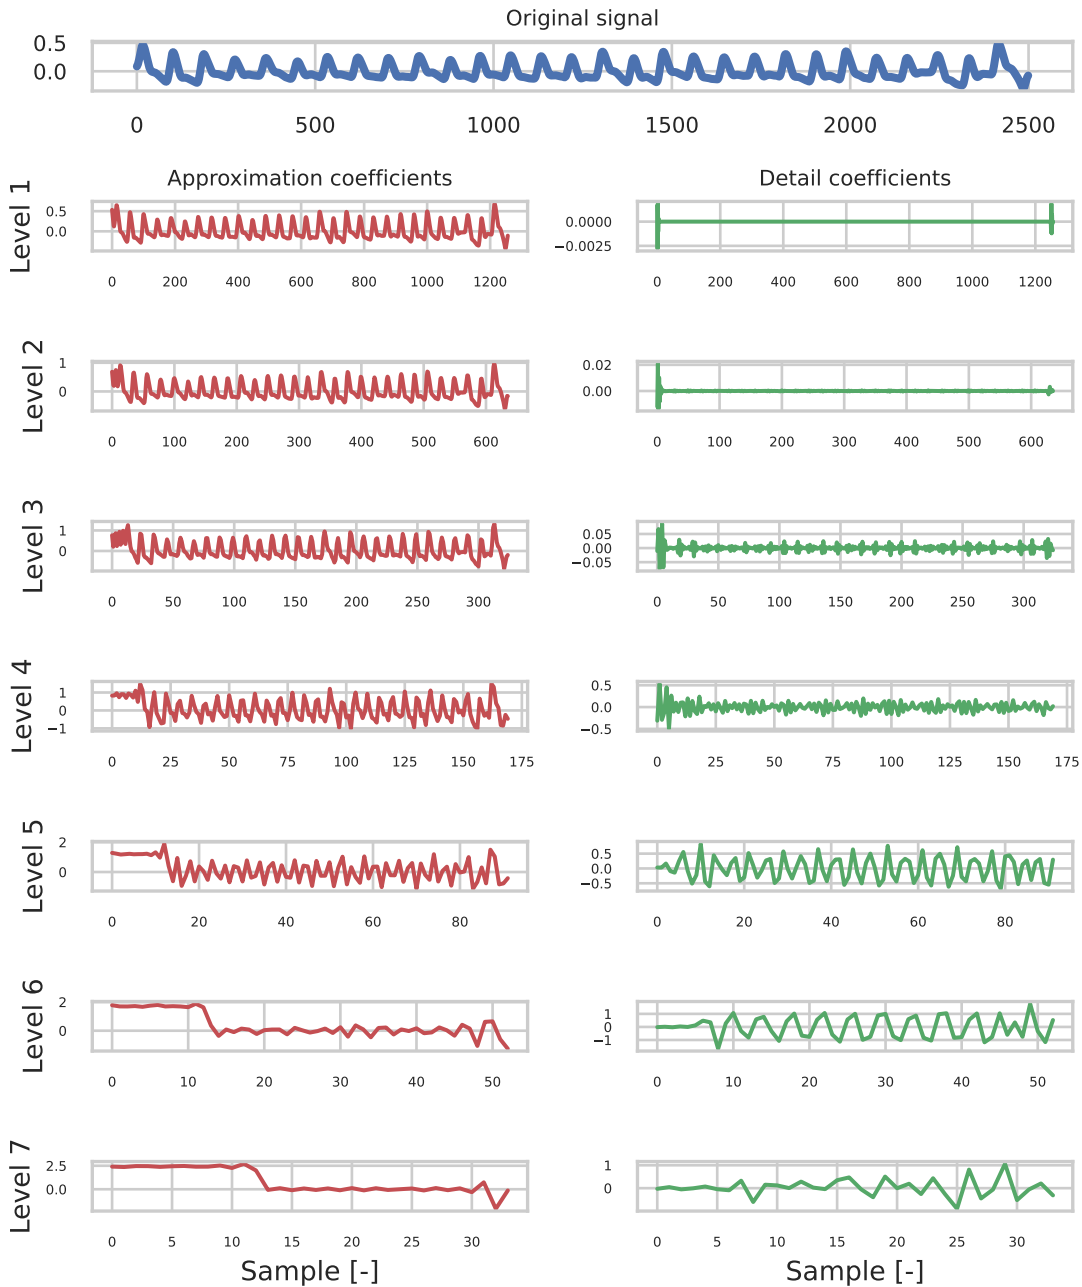 Original signal
0.5
0.0
0 500 1000 1500 2000 2500
Approximation coefficients Detail coefficients
Level 1
0.5
0.0
0 200 400 600 800 1000 1200
0.0000
−0.0025
0 200 400 600 800 1000 1200
Level 2
1
0
0 100 200 300 400 500 600
0.02
0.00
0 100 200 300 400 500 600
Level 3
1
0
0 50 100 150 200 250 300
0.05
0.00
−0.05
0 50 100 150 200 250 300
Level 4
1
0
−1
0 25 50 75 100 125 150 175
0.5
0.0
−0.5
0 25 50 75 100 125 150 175
Level 5
2
0
0 20 40 60 80
0.5
0.0
−0.5
0 20 40 60 80
Level 6
2
0
0 10 20 30 40 50
1
0
−1
0 10 20 30 40 50
Level 7
2.5
0.0
0 5 10 15 20 25 30
1
0
0 5 10 15 20 25 30
Sample [-] Sample [-]